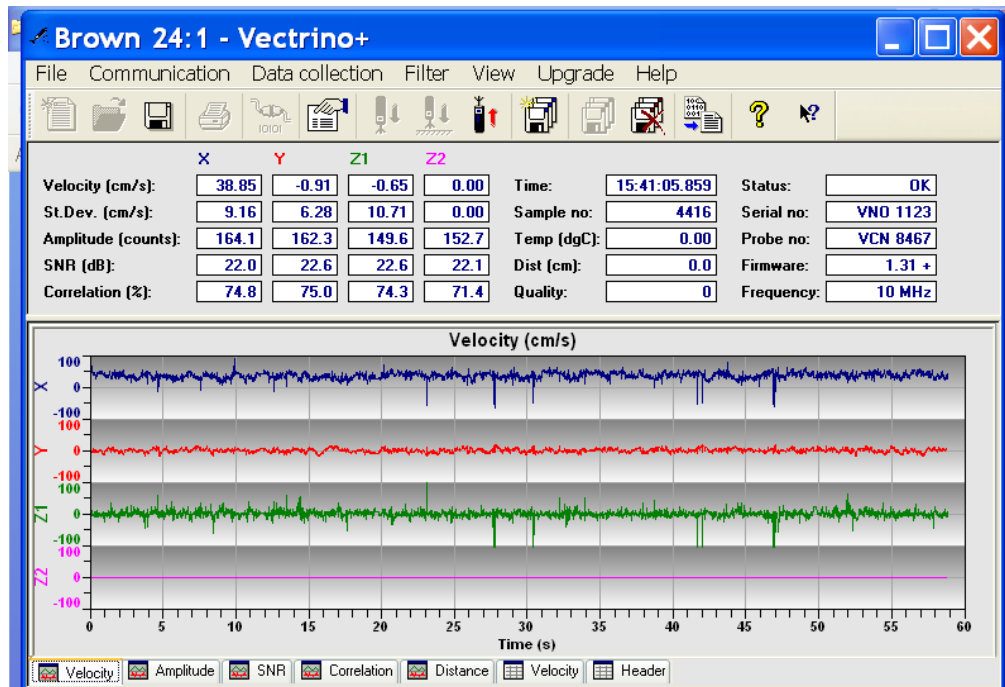 Brown 24:1 - Vectrino+
File Communication Data collection Filter View Upgrade Help
X Y Z1 Z2
Velocity (cm/s): 38.85 -0.91 -0.65 0.00 Time: 15:41:05.859 Status: OK
St.Dev. (cm/s): 9.16 6.28 10.71 0.00 Sample no: 4416 Serial no: VNO 1123
Amplitude (counts): 164.1 162.3 149.6 152.7 Temp (dgC): 0.00 Probe no: VCN 8467
SNR (dB): 22.0 22.6 22.6 22.1 Dist (cm): 0.0 Firmware: 1.31 +
Correlation (%): 74.8 75.0 74.3 71.4 Quality: 0 Frequency: 10 MHz
Velocity (cm/s)
100
X 0
-100
100
Y 0
-100
100
Z1 0
-100
100
Z2 0
-100
0 5 10 15 20 25 30 35 40 45 50 55 60
Time (s)
Velocity Amplitude SNR Correlation Distance Velocity Header